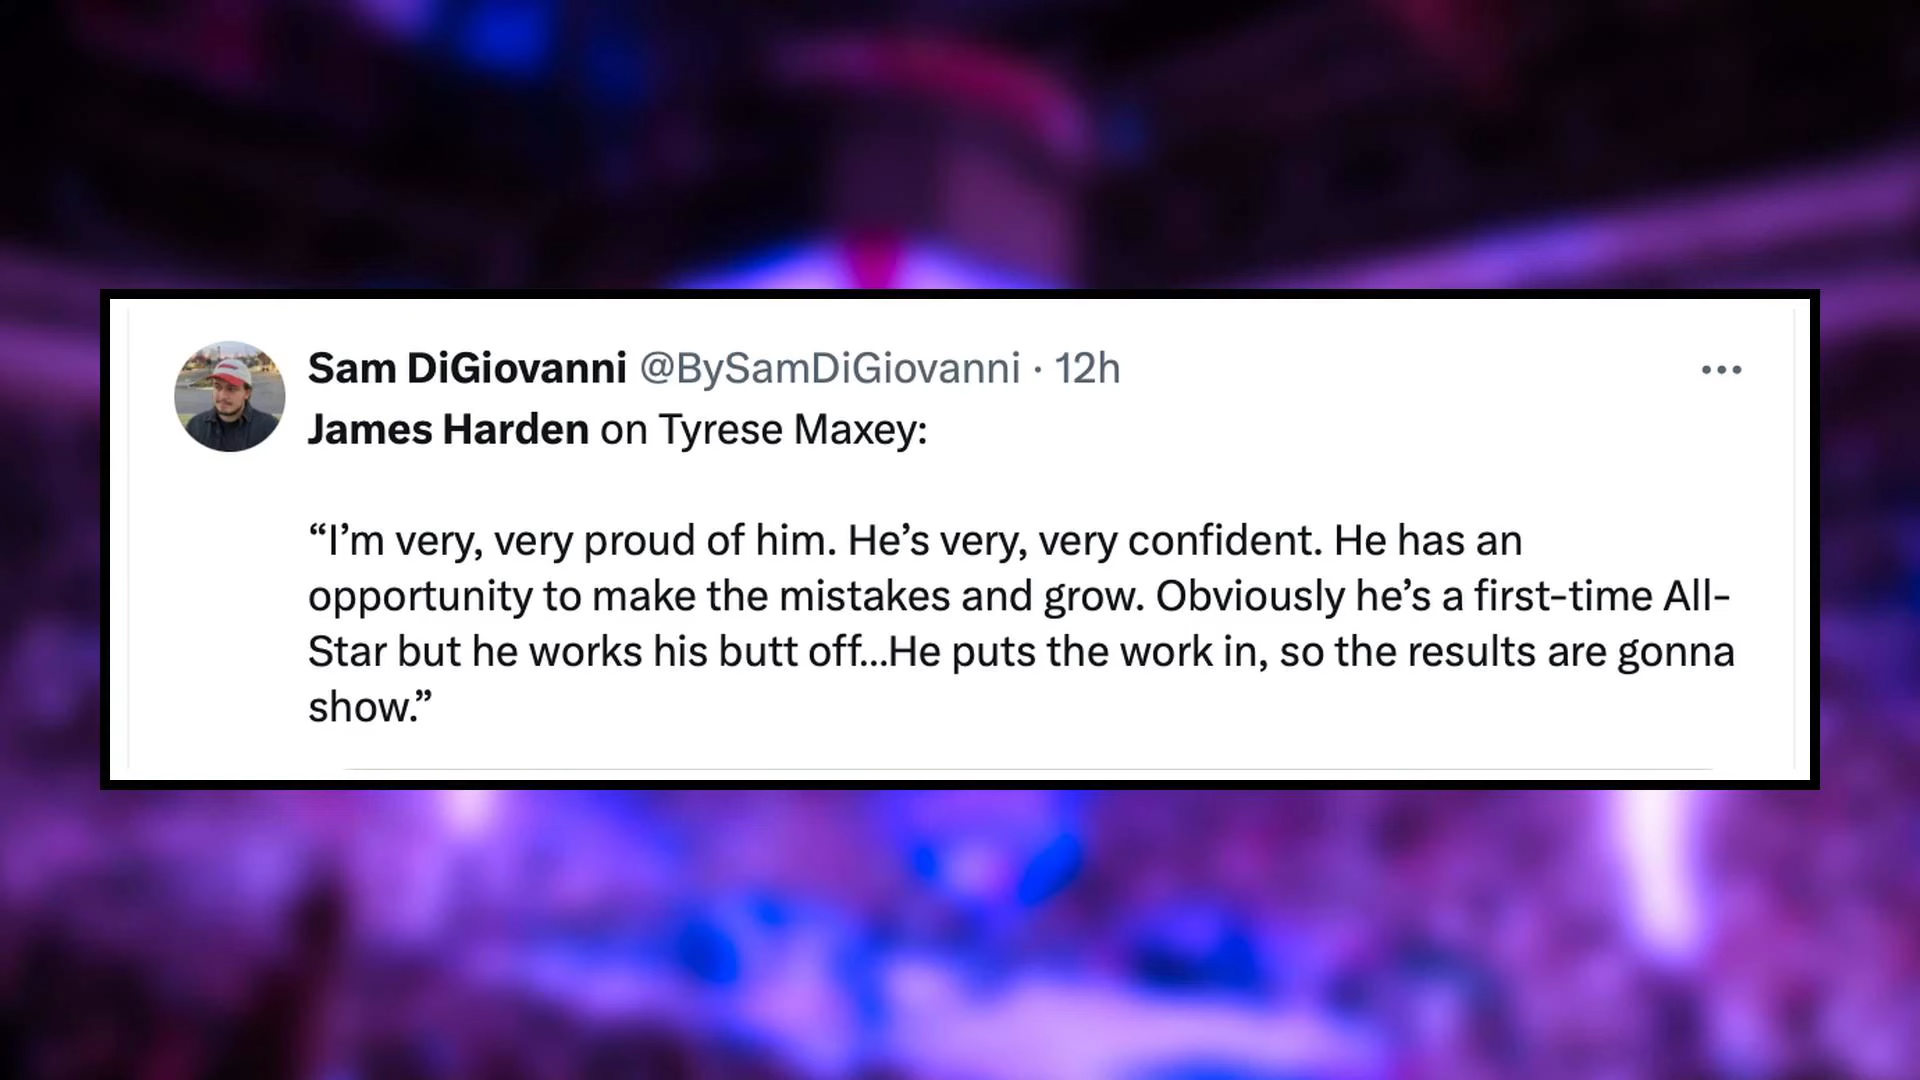 Sam DiGiovanni @BySamDiGiovanni · 12h
James Harden on Tyrese Maxey:
“I’m very, very proud of him. He’s very, very confident. He has an
opportunity to make the mistakes and grow. Obviously he’s a first-time All-
Star but he works his butt off...He puts the work in, so the results are gonna
show.”